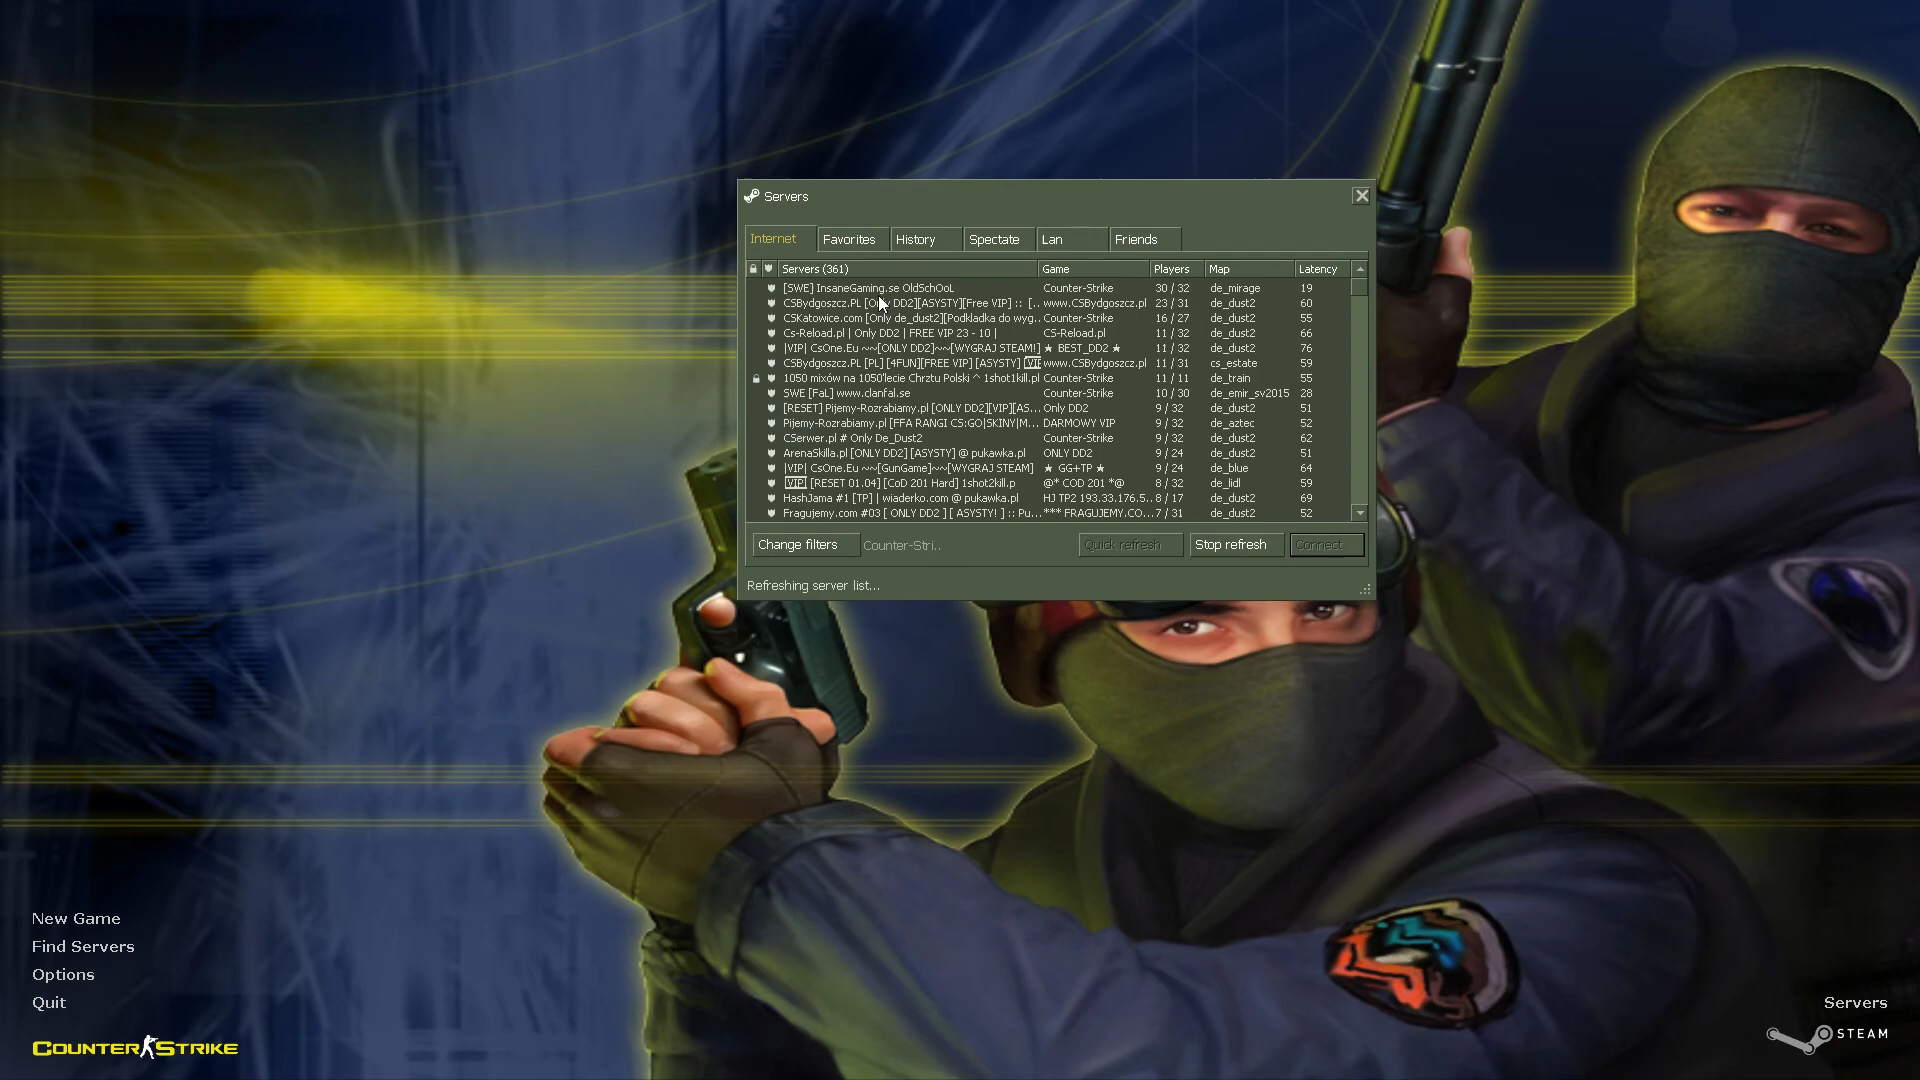 Servers
Internet Favorites History Spectate Lan Friends
Servers (361) Game Players Map Latency
[SWE] InsaneGaming.se OldSchOoL Counter-Strike 30 / 32 de_mirage 19
CSBydgoszcz.PL [Only DD2][ASYSTY][Free VIP] :: [.. www.CSBydgoszcz.pl 23 / 31 de_dust2 60
CSKatowice.com [Only de_dust2][Podkladka do wyg.. Counter-Strike 16 / 27 de_dust2 55
Cs-Reload.pl | Only DD2 | FREE VIP 23 - 10 | CS-Reload.pl 11 / 32 de_dust2 66
|VIP| CsOne.Eu ~~[ONLY DD2]~~[WYGRAJ STEAM!] ★ BEST_DD2 ★ 11 / 32 de_dust2 76
CSBydgoszcz.PL [PL] [4FUN][FREE VIP] [ASYSTY] www.CSBydgoszcz.pl 11 / 31 cs_estate 59
1050 mixów na 1050'lecie Chrztu Polski ^ 1shot1kill.pl Counter-Strike 11 / 11 de_train 55
SWE [FaL] www.clanfal.se Counter-Strike 10 / 30 de_emir_sv2015 28
[RESET] Pijemy-Rozrabiamy.pl [ONLY DD2][VIP][AS... Only DD2 9 / 32 de_dust2 51
Pijemy-Rozrabiamy.pl [FFA RANGI CS:GO|SKINY|M... DARMOWY VIP 9 / 32 de_aztec 52
CSerwer.pl # Only De_Dust2 Counter-Strike 9 / 32 de_dust2 62
ArenaSkilla.pl [ONLY DD2] [ASYSTY] @ pukawka.pl ONLY DD2 9 / 24 de_dust2 51
|VIP| CsOne.Eu ~~[GunGame]~~[WYGRAJ STEAM] ★ GG+TP ★ 9 / 24 de_blue 64
VIP [RESET 01.04] [CoD 201 Hard] 1shot2kill.p @* COD 201 *@ 8 / 32 de_lidl 59
HashJama #1 [TP] | wiaderko.com @ pukawka.pl HJ TP2 193.33.176.5.. 8 / 17 de_dust2 69
Fragujemy.com #03 [ ONLY DD2 ] [ ASYSTY! ] :: Pu... *** FRAGUJEMY.CO... 7 / 31 de_dust2 52
Change filters Counter-Stri.. Quick refresh Stop refresh Connect
Refreshing server list...
New Game
Find Servers
Options
Quit
Servers
COUNTER STRIKE
STEAM